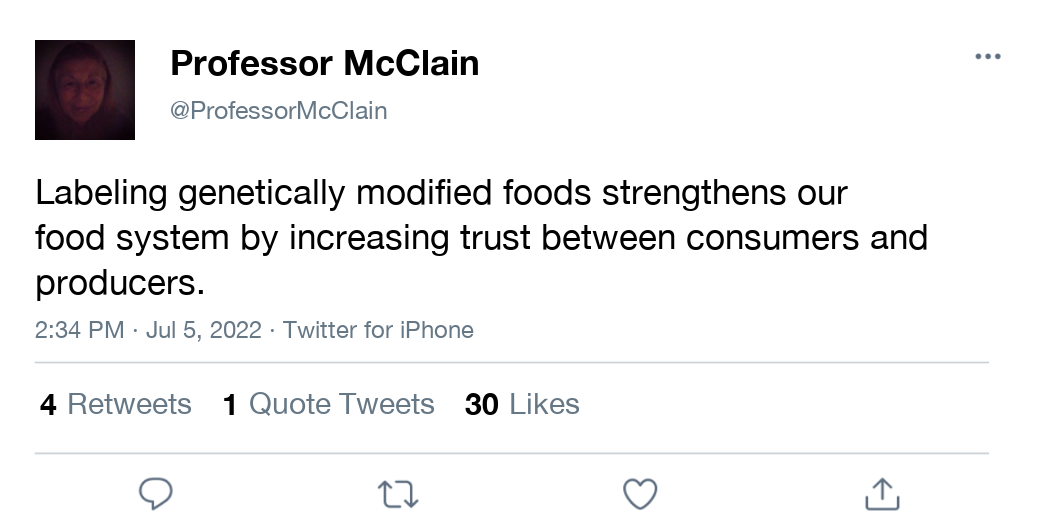 Professor McClain
@ProfessorMcClain
Labeling genetically modified foods strengthens our
food system by increasing trust between consumers and
producers.
2:34 PM · Jul 5, 2022 · Twitter for iPhone
4 Retweets 1 Quote Tweets 30 Likes